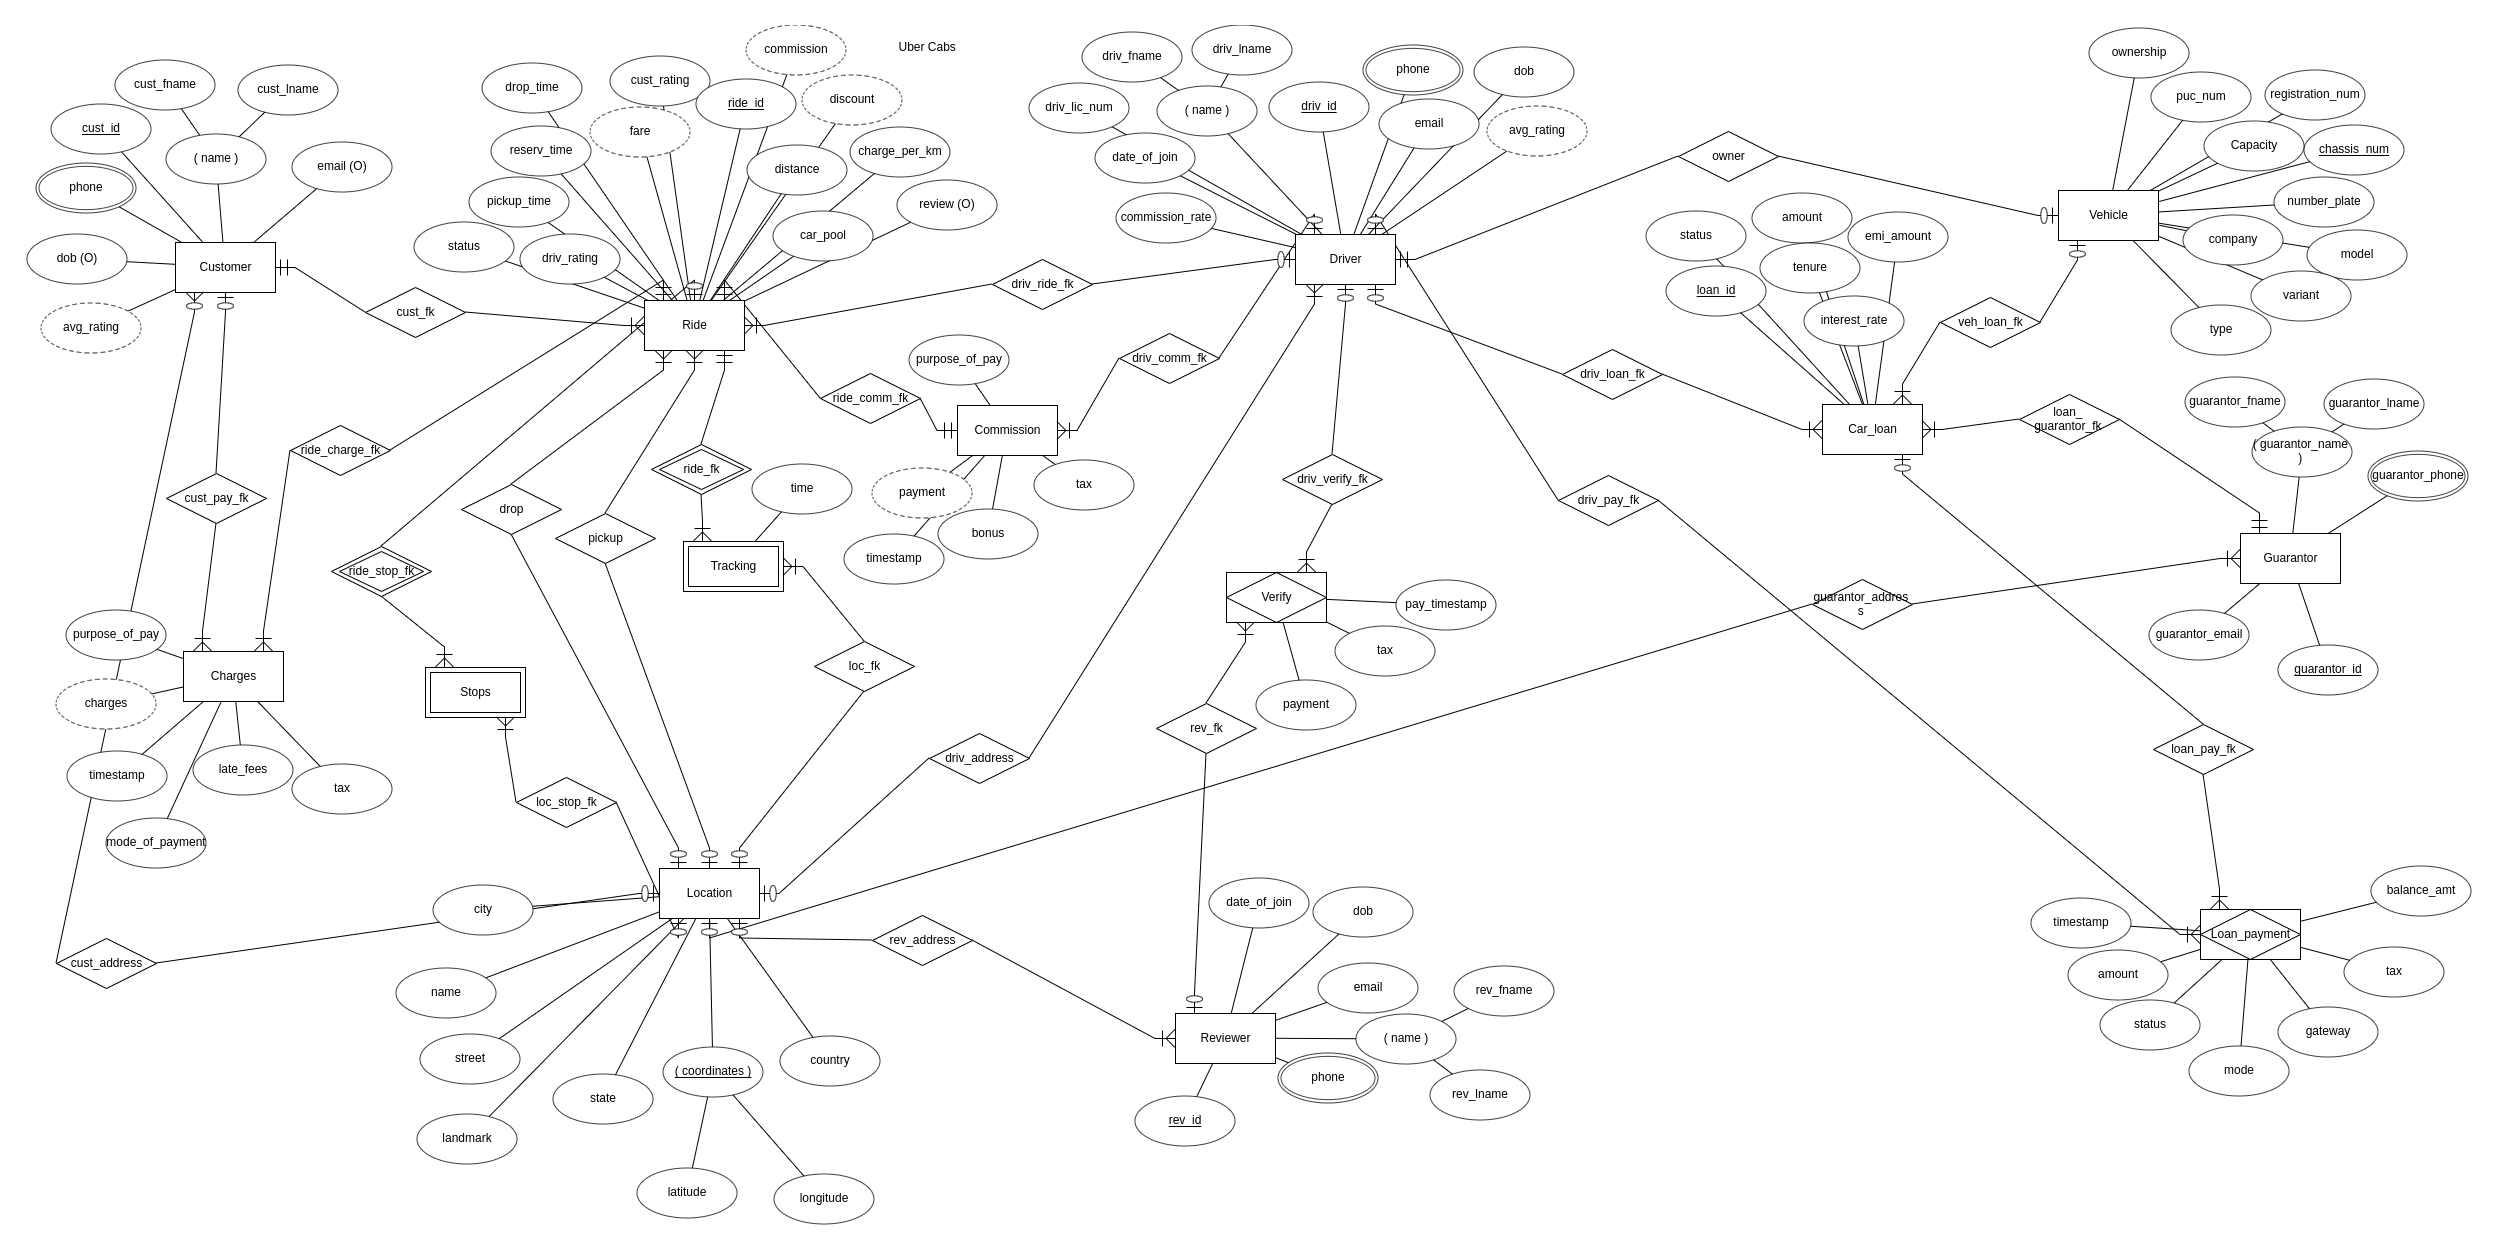 Uber Cabs
cust_fname
cust_lname
cust_id
( name )
email (O)
phone
dob (O)
avg_rating
Customer
cust_fk
drop_time
cust_rating
commission
ride_id
discount
fare
reserv_time
charge_per_km
distance
pickup_time
review (O)
status
driv_rating
car_pool
Ride
driv_ride_fk
driv_fname
driv_lname
phone
dob
driv_lic_num
( name )
driv_id
email
avg_rating
date_of_join
commission_rate
Driver
owner
ownership
puc_num
registration_num
Capacity
chassis_num
number_plate
company
model
variant
type
Vehicle
status
amount
emi_amount
tenure
loan_id
interest_rate
veh_loan_fk
driv_loan_fk
Car_loan
loan_
guarantor_fk
guarantor_fname
guarantor_lname
( guarantor_name
)
guarantor_phone
Guarantor
guarantor_email
guarantor_id
guarantor_addres
s
purpose_of_pay
ride_comm_fk
driv_comm_fk
Commission
payment
tax
bonus
timestamp
ride_charge_fk
cust_pay_fk
ride_fk
time
drop
pickup
Tracking
ride_stop_fk
loc_fk
driv_verify_fk
driv_pay_fk
Verify
pay_timestamp
tax
payment
rev_fk
purpose_of_pay
Charges
charges
timestamp
late_fees
tax
mode_of_payment
Stops
loc_stop_fk
driv_address
loan_pay_fk
Location
city
cust_address
name
street
landmark
state
( coordinates )
country
latitude
longitude
rev_address
date_of_join
dob
email
rev_fname
Reviewer
( name )
phone
rev_lname
rev_id
balance_amt
timestamp
Loan_payment
amount
tax
status
gateway
mode